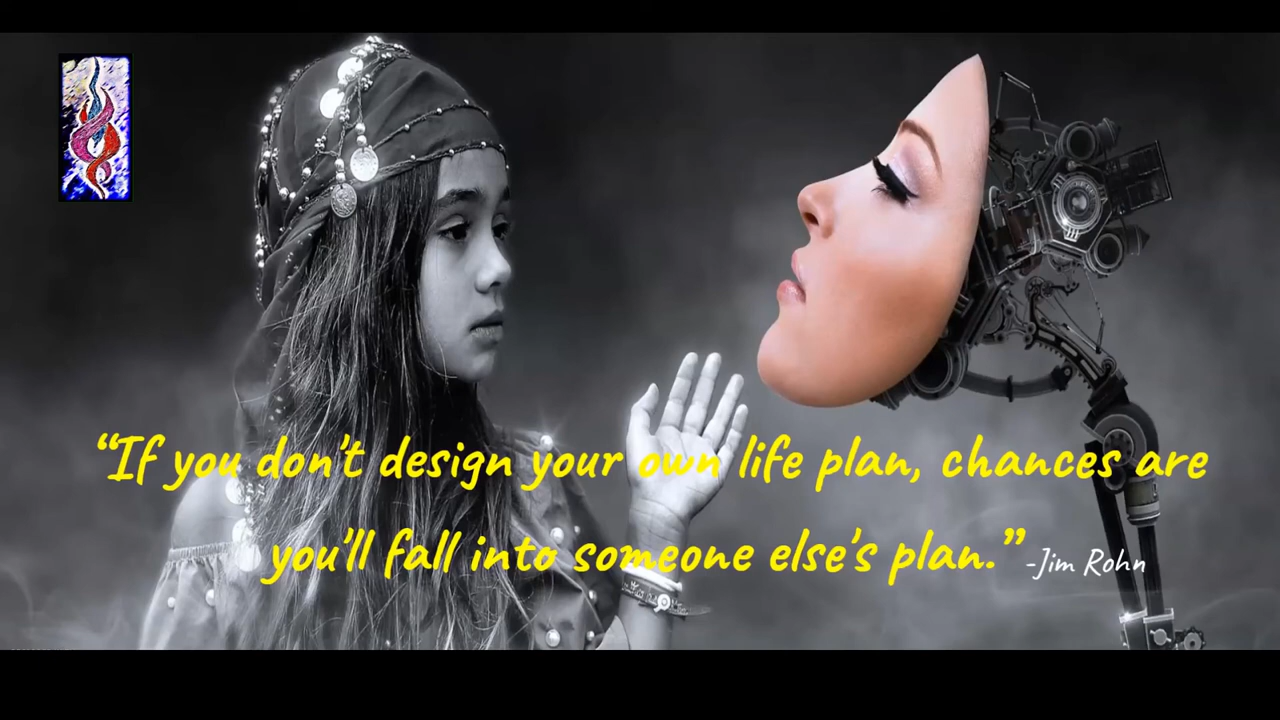 “If you don't design your own life plan, chances are
you'll fall into someone else's plan.” -Jim Rohn